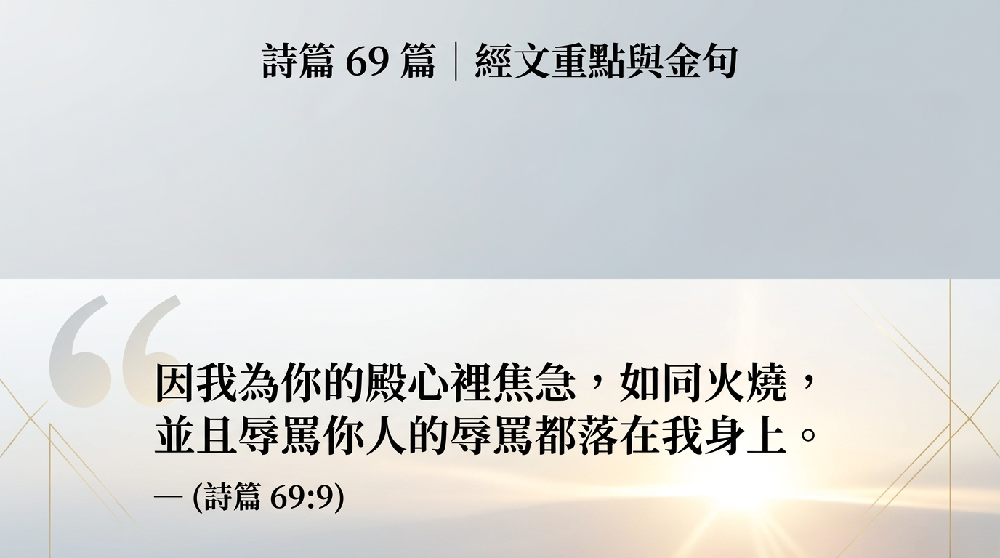 詩篇 69 篇｜經文重點與金句
因我為你的殿心裡焦急，如同火燒，
並且辱罵你人的辱罵都落在我身上。
— (詩篇 69:9)